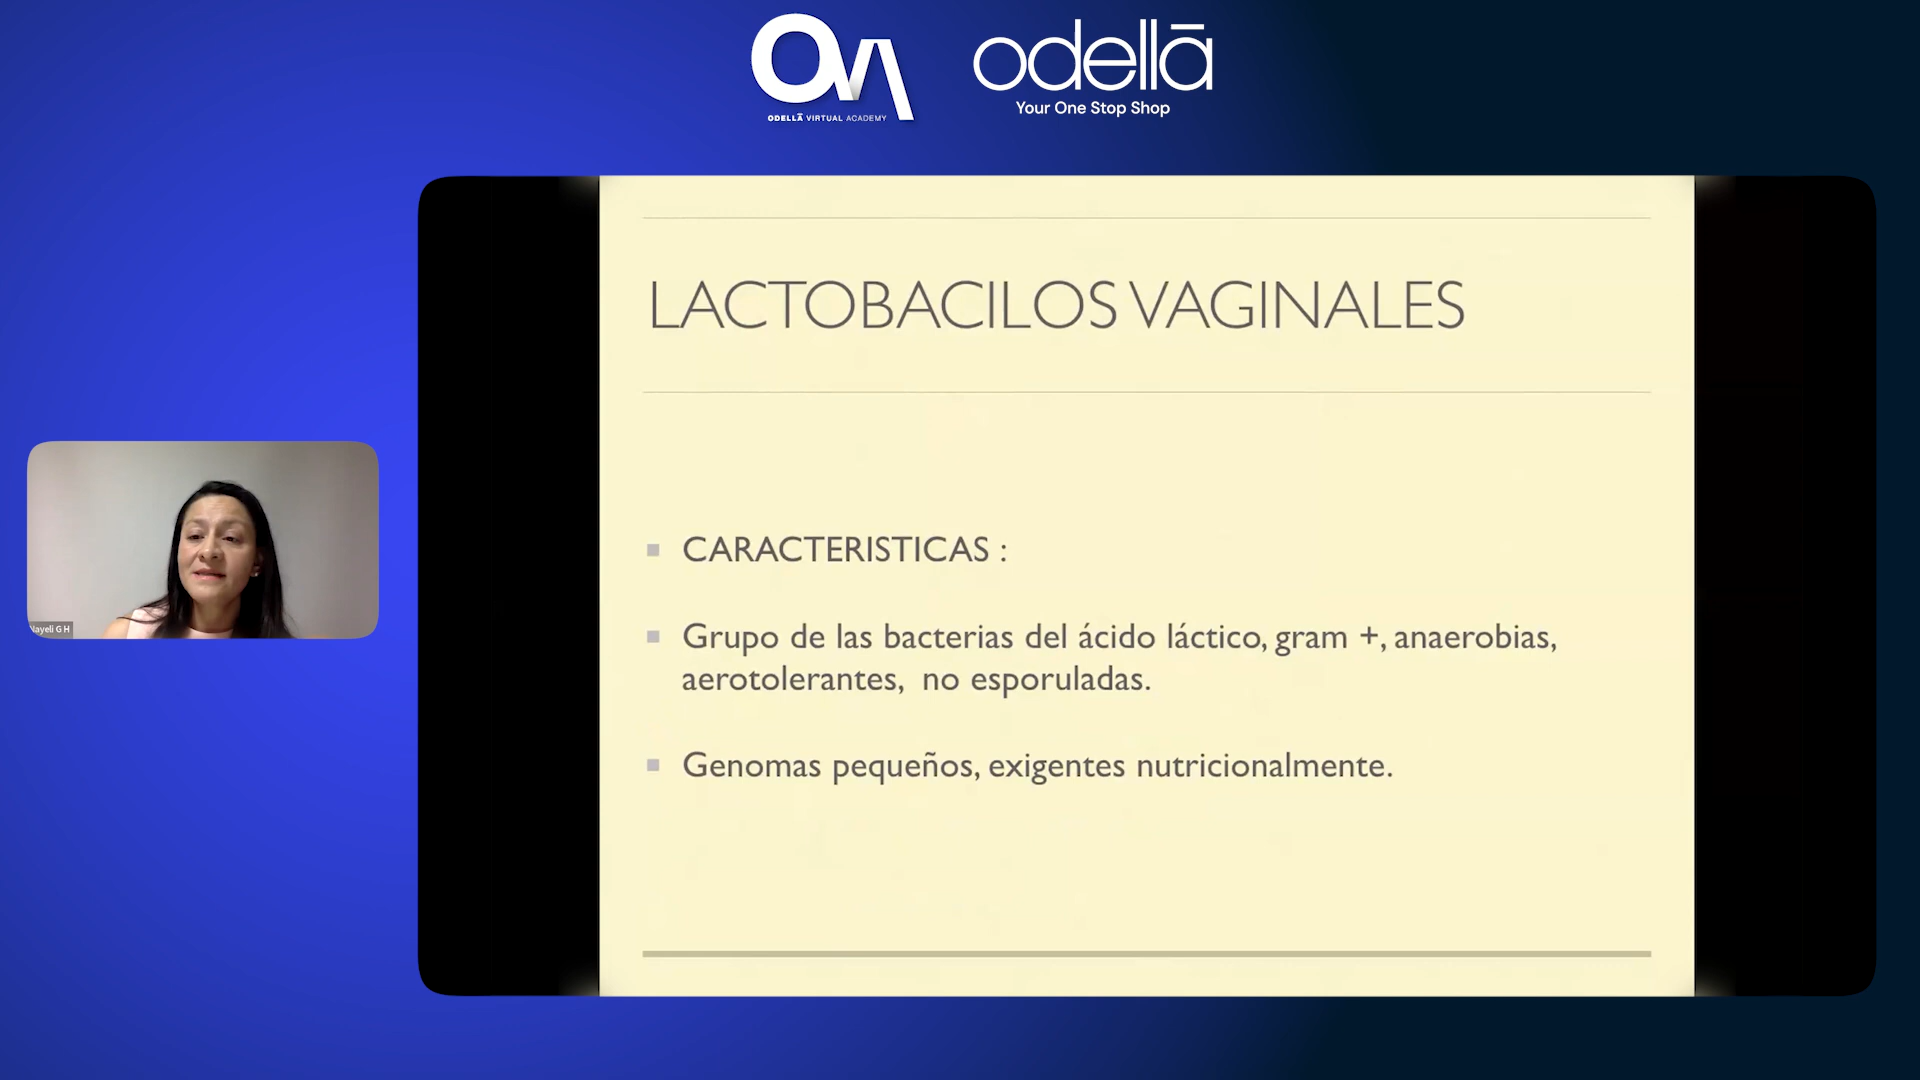 ODELLĀ VIRTUAL ACADEMY
odellā
Your One Stop Shop
LACTOBACILOS VAGINALES
CARACTERISTICAS :
Grupo de las bacterias del ácido láctico, gram +, anaerobias,
aerotolerantes, no esporuladas.
Genomas pequeños, exigentes nutricionalmente.
Nayeli G H